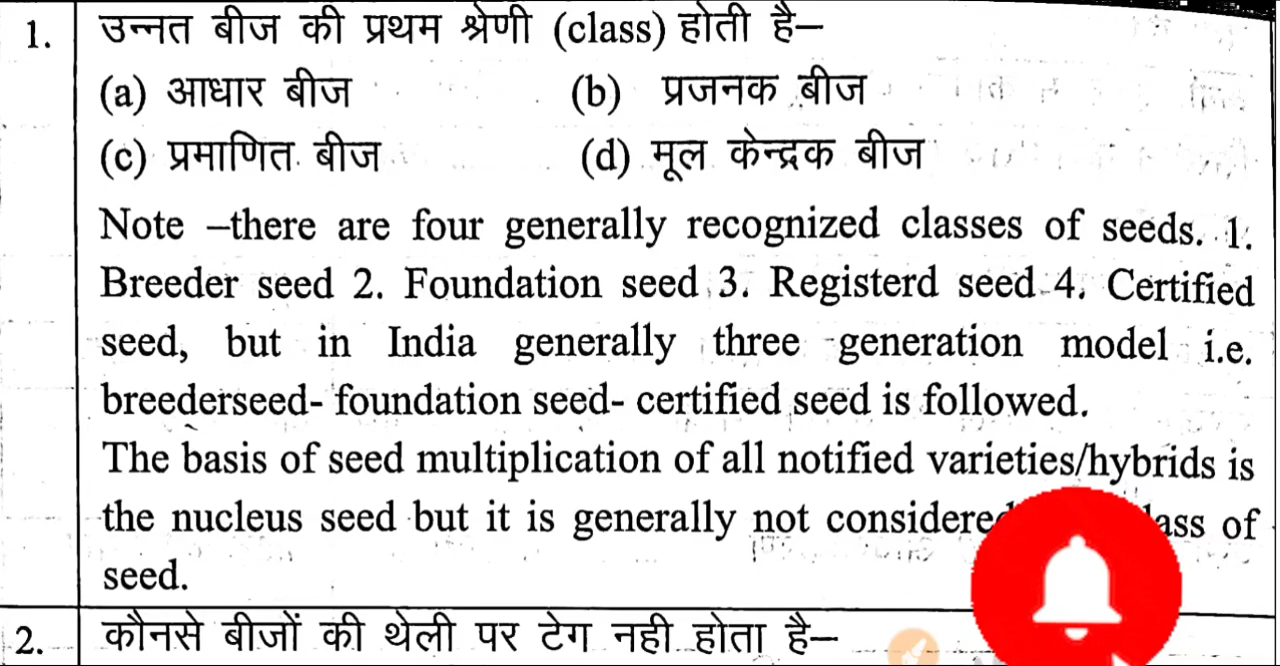 1. उन्नत बीज की प्रथम श्रेणी (class) होती है–
(a) आधार बीज (b) प्रजनक बीज
(c) प्रमाणित बीज (d) मूल केन्द्रक बीज
Note –there are four generally recognized classes of seeds. 1.
Breeder seed 2. Foundation seed 3. Registerd seed 4. Certified
seed, but in India generally three generation model i.e.
breederseed- foundation seed- certified seed is followed.
The basis of seed multiplication of all notified varieties/hybrids is
the nucleus seed but it is generally not of
seed.
2. कौनसे बीजों की थेली पर टेग नही होता है–